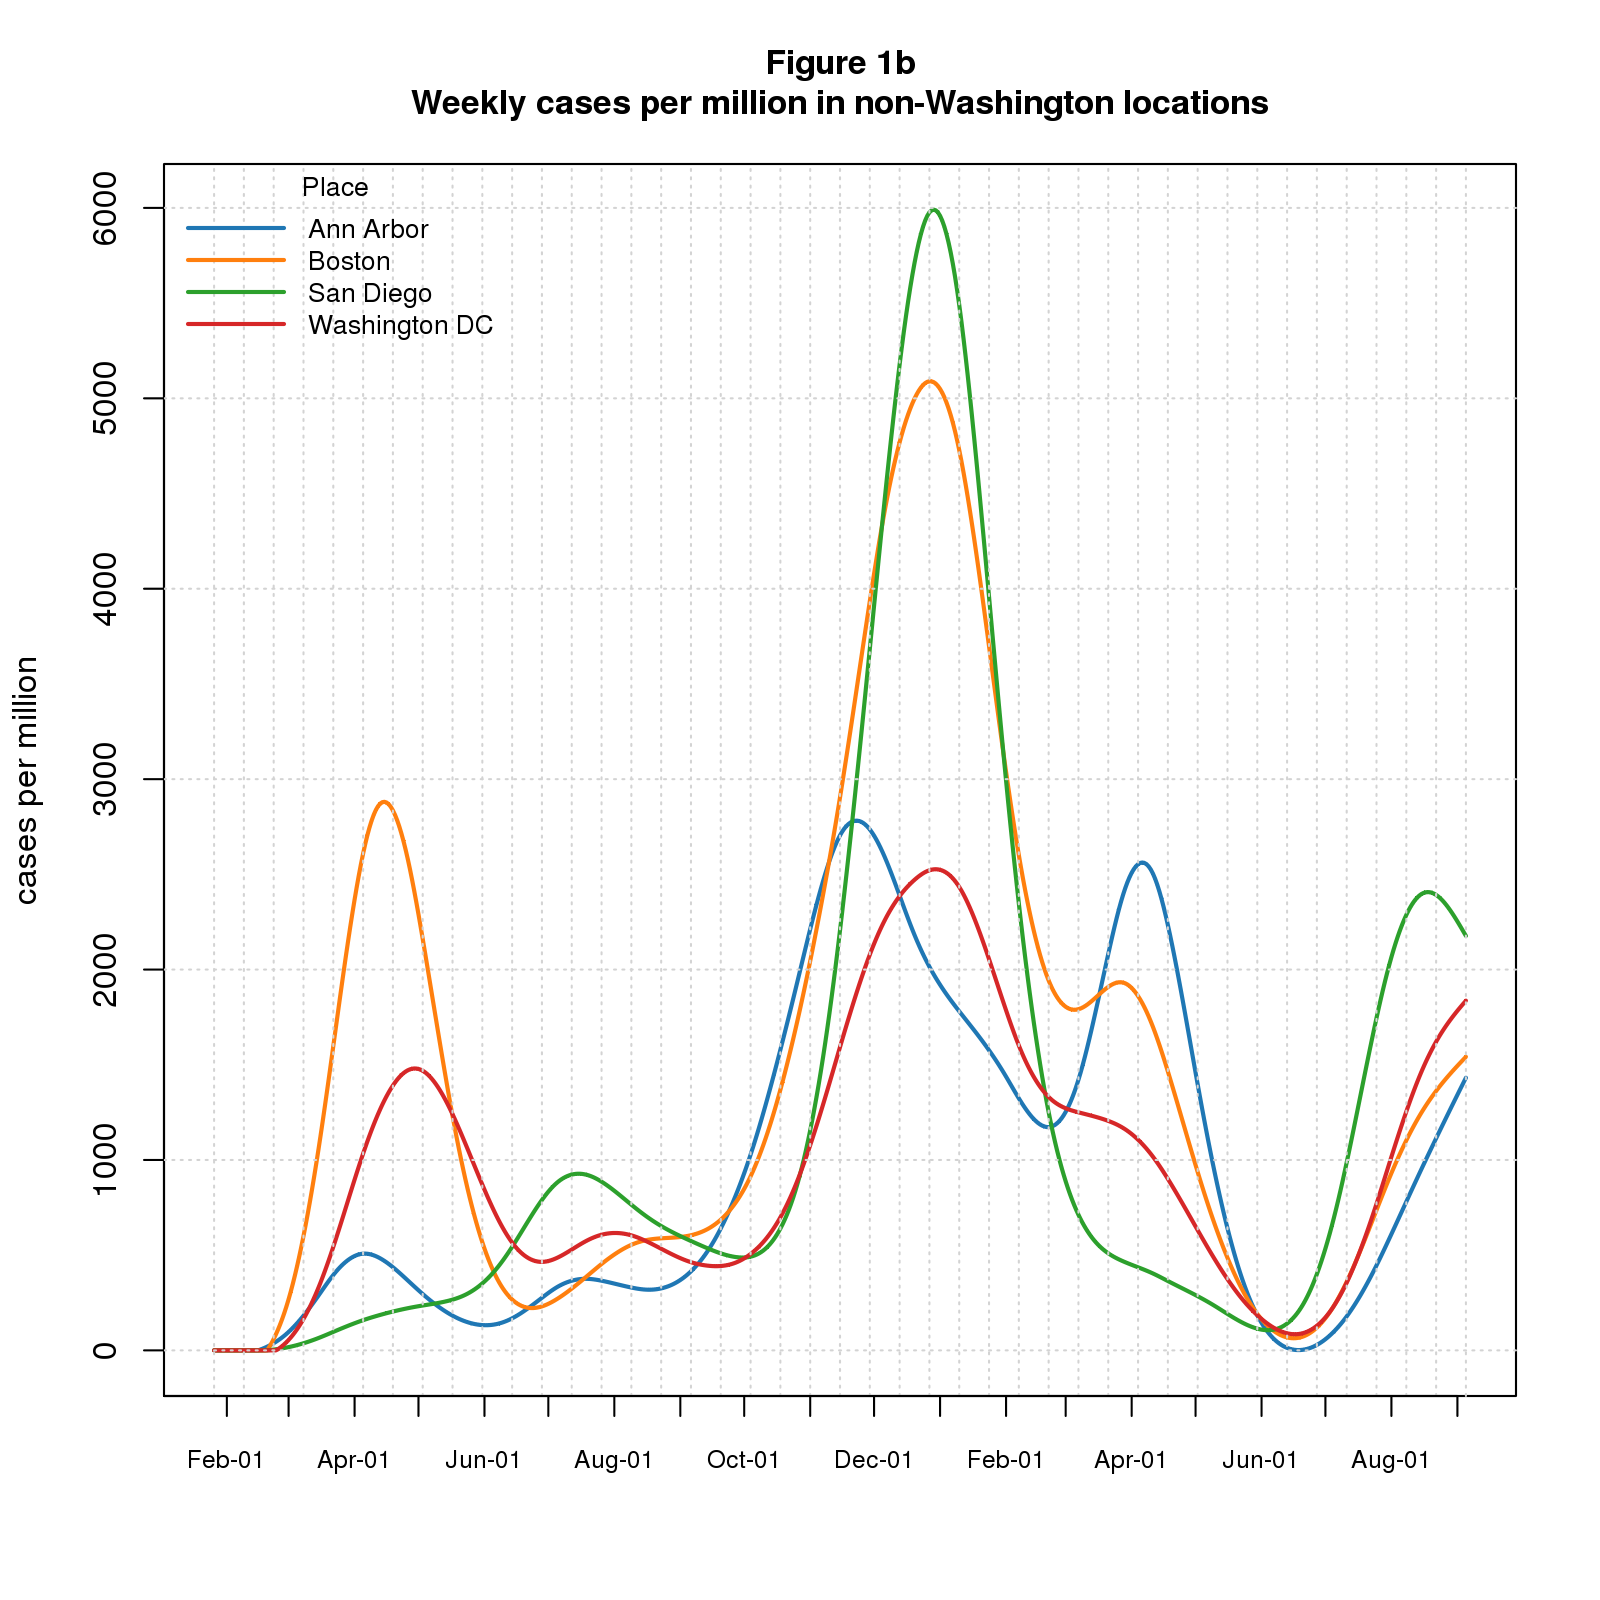 Figure 1b
Weekly cases per million in non-Washington locations
Place
Ann Arbor
Boston
San Diego
Washington DC
cases per million
6000
5000
4000
3000
2000
1000
0
Feb-01 Apr-01 Jun-01 Aug-01 Oct-01 Dec-01 Feb-01 Apr-01 Jun-01 Aug-01